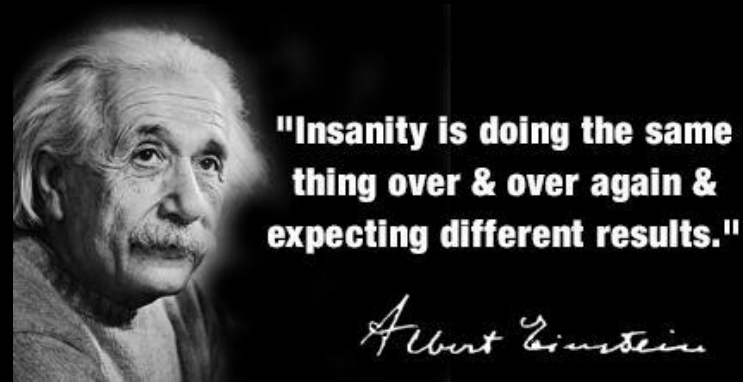 "Insanity is doing the same
thing over & over again &
expecting different results."
Albert Einstein